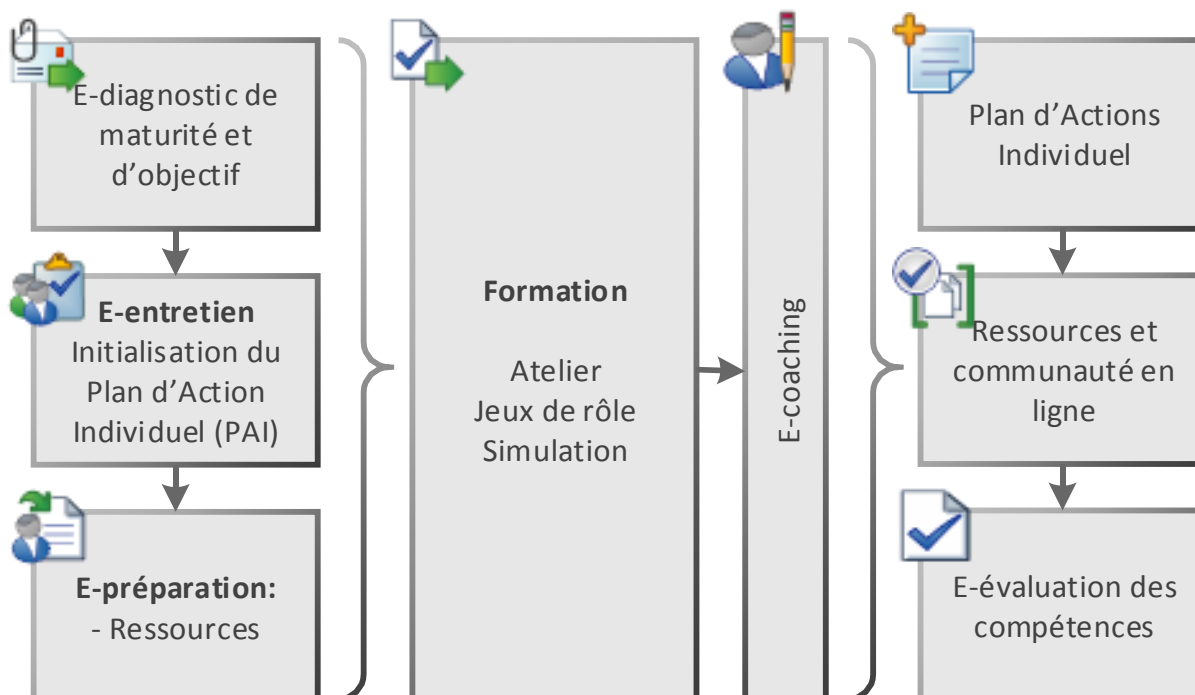 E-diagnostic de
maturité et
d’objectif
E-entretien
Initialisation du
Plan d’Action
Individuel (PAI)
E-préparation:
- Ressources
Formation
Atelier
Jeux de rôle
Simulation
E-coaching
Plan d’Actions
Individuel
Ressources et
communauté en
ligne
E-évaluation des
compétences